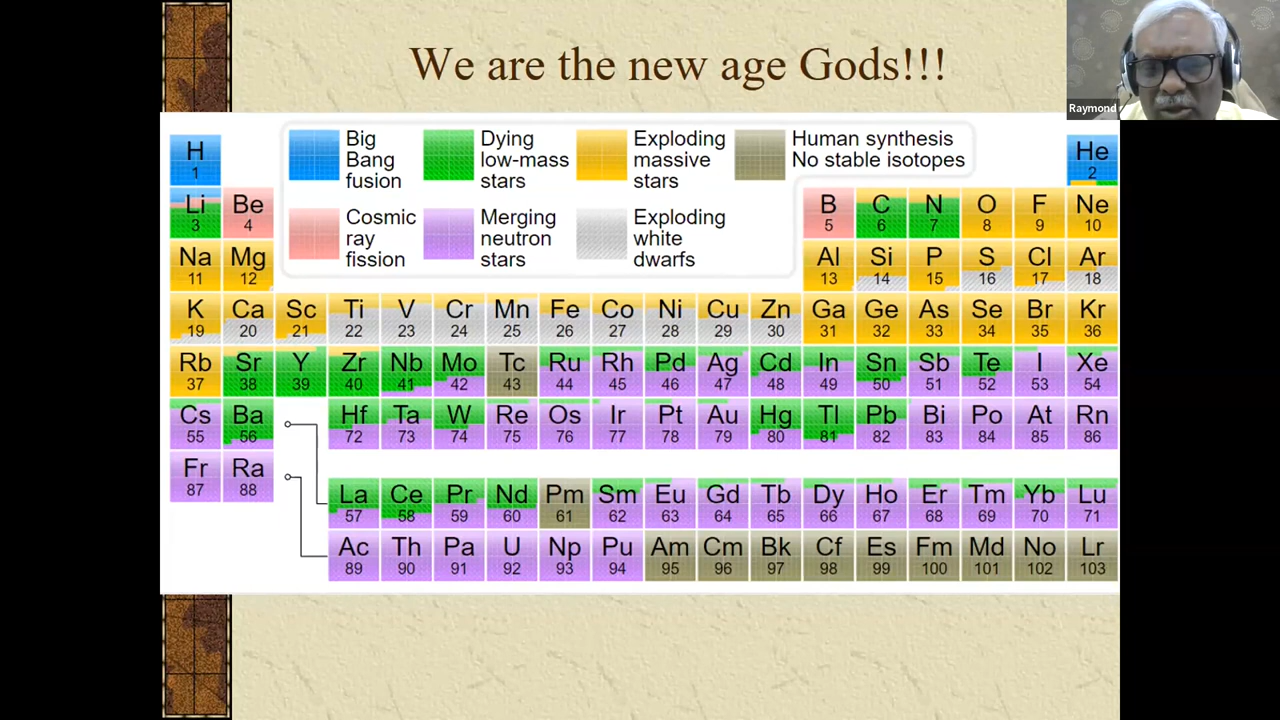 We are the new age Gods!!!
Raymond
Big
Bang
fusion
Dying
low-mass
stars
Exploding
massive
stars
Human synthesis
No stable isotopes
Cosmic
ray
fission
Merging
neutron
stars
Exploding
white
dwarfs
H He
1 2
Li Be B C N O F Ne
3 4 5 6 7 8 9 10
Na Mg Al Si P S Cl Ar
11 12 13 14 15 16 17 18
K Ca Sc Ti V Cr Mn Fe Co Ni Cu Zn Ga Ge As Se Br Kr
19 20 21 22 23 24 25 26 27 28 29 30 31 32 33 34 35 36
Rb Sr Y Zr Nb Mo Tc Ru Rh Pd Ag Cd In Sn Sb Te I Xe
37 38 39 40 41 42 43 44 45 46 47 48 49 50 51 52 53 54
Cs Ba Hf Ta W Re Os Ir Pt Au Hg Tl Pb Bi Po At Rn
55 56 72 73 74 75 76 77 78 79 80 81 82 83 84 85 86
Fr Ra
87 88
La Ce Pr Nd Pm Sm Eu Gd Tb Dy Ho Er Tm Yb Lu
57 58 59 60 61 62 63 64 65 66 67 68 69 70 71
Ac Th Pa U Np Pu Am Cm Bk Cf Es Fm Md No Lr
89 90 91 92 93 94 95 96 97 98 99 100 101 102 103